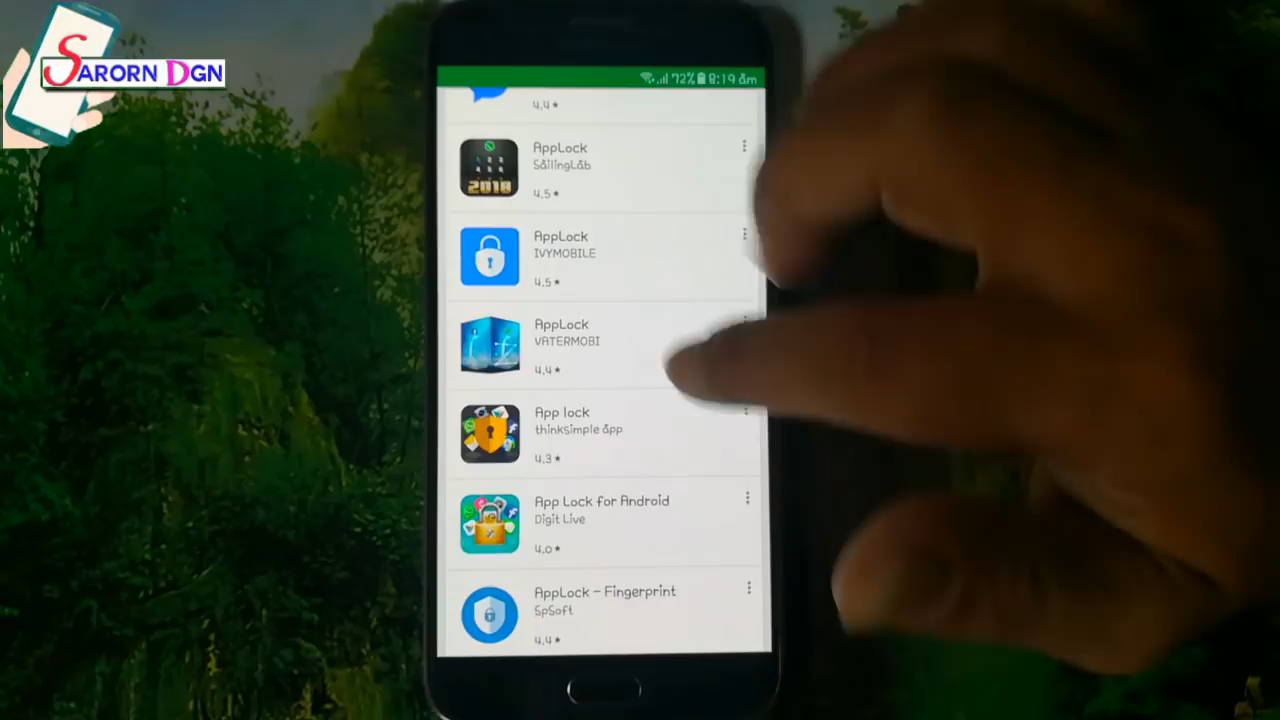 SARORN DGN
72% 8:19 am
4.4★
AppLock
SailingLab
2018
4.5★
AppLock
IVYMOBILE
4.5★
AppLock
VATERMOBI
4.4★
App lock
thinksimple app
4.3★
App Lock for Android
Digit Live
4.0★
AppLock – Fingerprint
SpSoft
4.4★